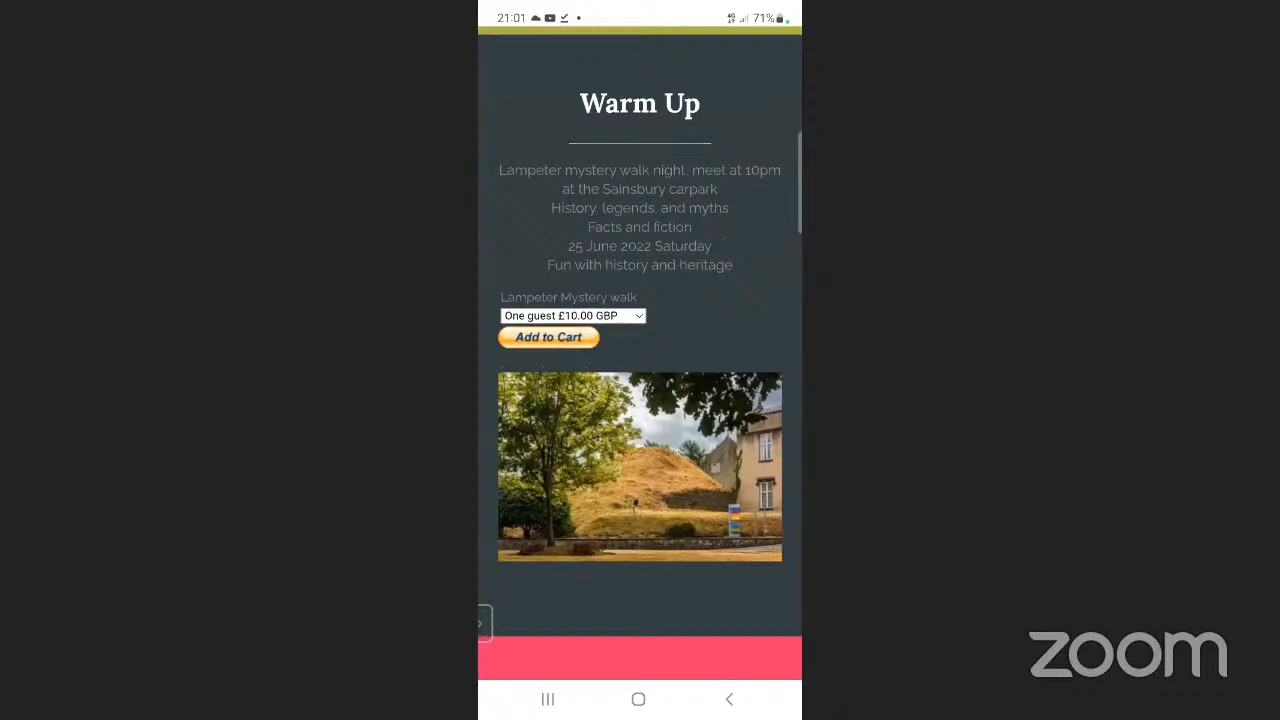 21:01
4G 71%
Warm Up
Lampeter mystery walk night, meet at 10pm
at the Sainsbury carpark
History, legends, and myths
Facts and fiction
25 June 2022 Saturday
Fun with history and heritage
Lampeter Mystery walk
One guest £10.00 GBP
Add to Cart
zoom